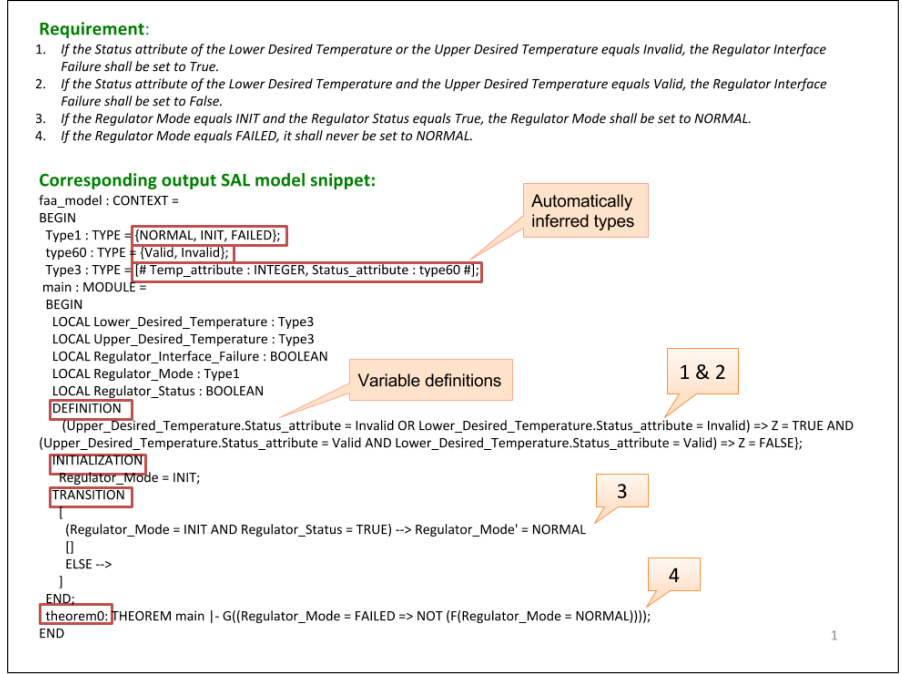 Requirement:
1. If the Status attribute of the Lower Desired Temperature or the Upper Desired Temperature equals Invalid, the Regulator Interface
Failure shall be set to True.
2. If the Status attribute of the Lower Desired Temperature and the Upper Desired Temperature equals Valid, the Regulator Interface
Failure shall be set to False.
3. If the Regulator Mode equals INIT and the Regulator Status equals True, the Regulator Mode shall be set to NORMAL.
4. If the Regulator Mode equals FAILED, it shall never be set to NORMAL.
Corresponding output SAL model snippet:
Automatically
inferred types
faa_model : CONTEXT =
BEGIN
Type1 : TYPE = {NORMAL, INIT, FAILED};
type60 : TYPE = {Valid, Invalid};
Type3 : TYPE = [# Temp_attribute : INTEGER, Status_attribute : type60 #];
main : MODULE =
BEGIN
LOCAL Lower_Desired_Temperature : Type3
LOCAL Upper_Desired_Temperature : Type3
LOCAL Regulator_Interface_Failure : BOOLEAN
LOCAL Regulator_Mode : Type1
LOCAL Regulator_Status : BOOLEAN
Variable definitions
1 & 2
DEFINITION
(Upper_Desired_Temperature.Status_attribute = Invalid OR Lower_Desired_Temperature.Status_attribute = Invalid) => Z = TRUE AND
(Upper_Desired_Temperature.Status_attribute = Valid AND Lower_Desired_Temperature.Status_attribute = Valid) => Z = FALSE};
INITIALIZATION
Regulator_Mode = INIT;
TRANSITION
3
[
(Regulator_Mode = INIT AND Regulator_Status = TRUE) --> Regulator_Mode' = NORMAL
[]
ELSE -->
]
4
END;
theorem0: THEOREM main |- G((Regulator_Mode = FAILED => NOT (F(Regulator_Mode = NORMAL))));
END
1